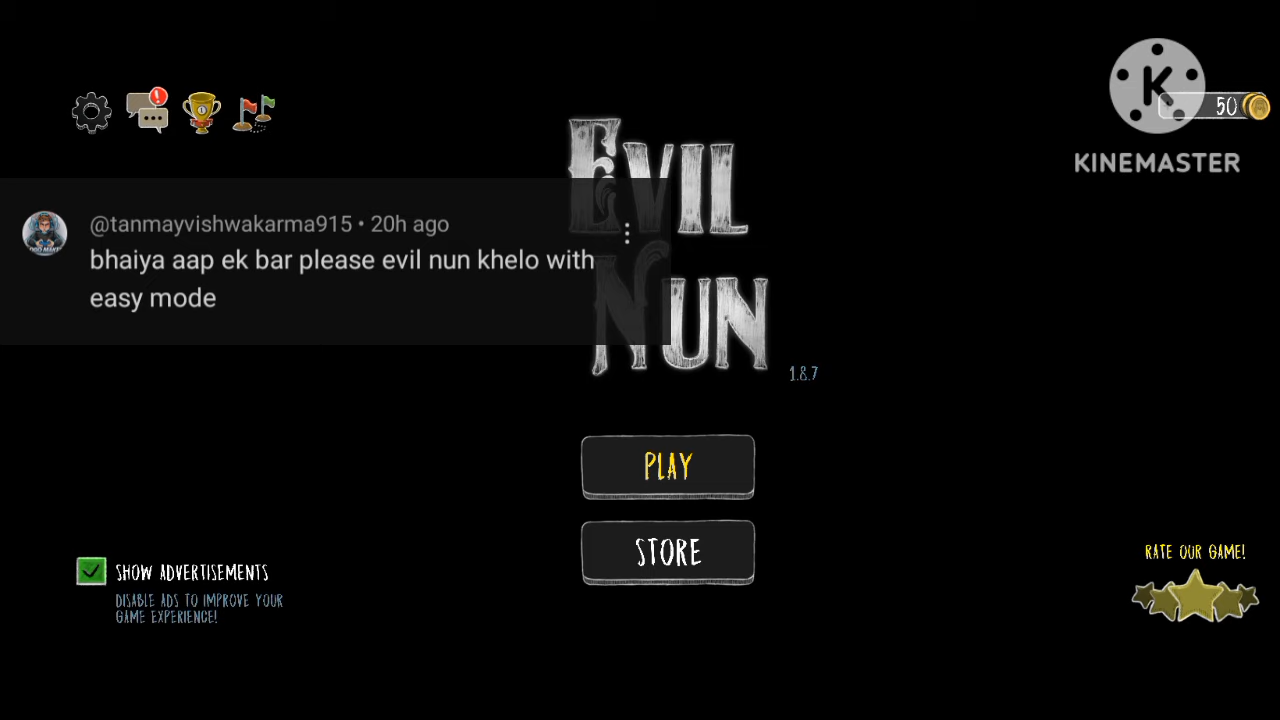 50
KINEMASTER
EVIL
NUN
@tanmayvishwakarma915 • 20h ago
bhaiya aap ek bar please evil nun khelo with
easy mode
1.8.7
PLAY
STORE
SHOW ADVERTISEMENTS
DISABLE ADS TO IMPROVE YOUR
GAME EXPERIENCE!
RATE OUR GAME!